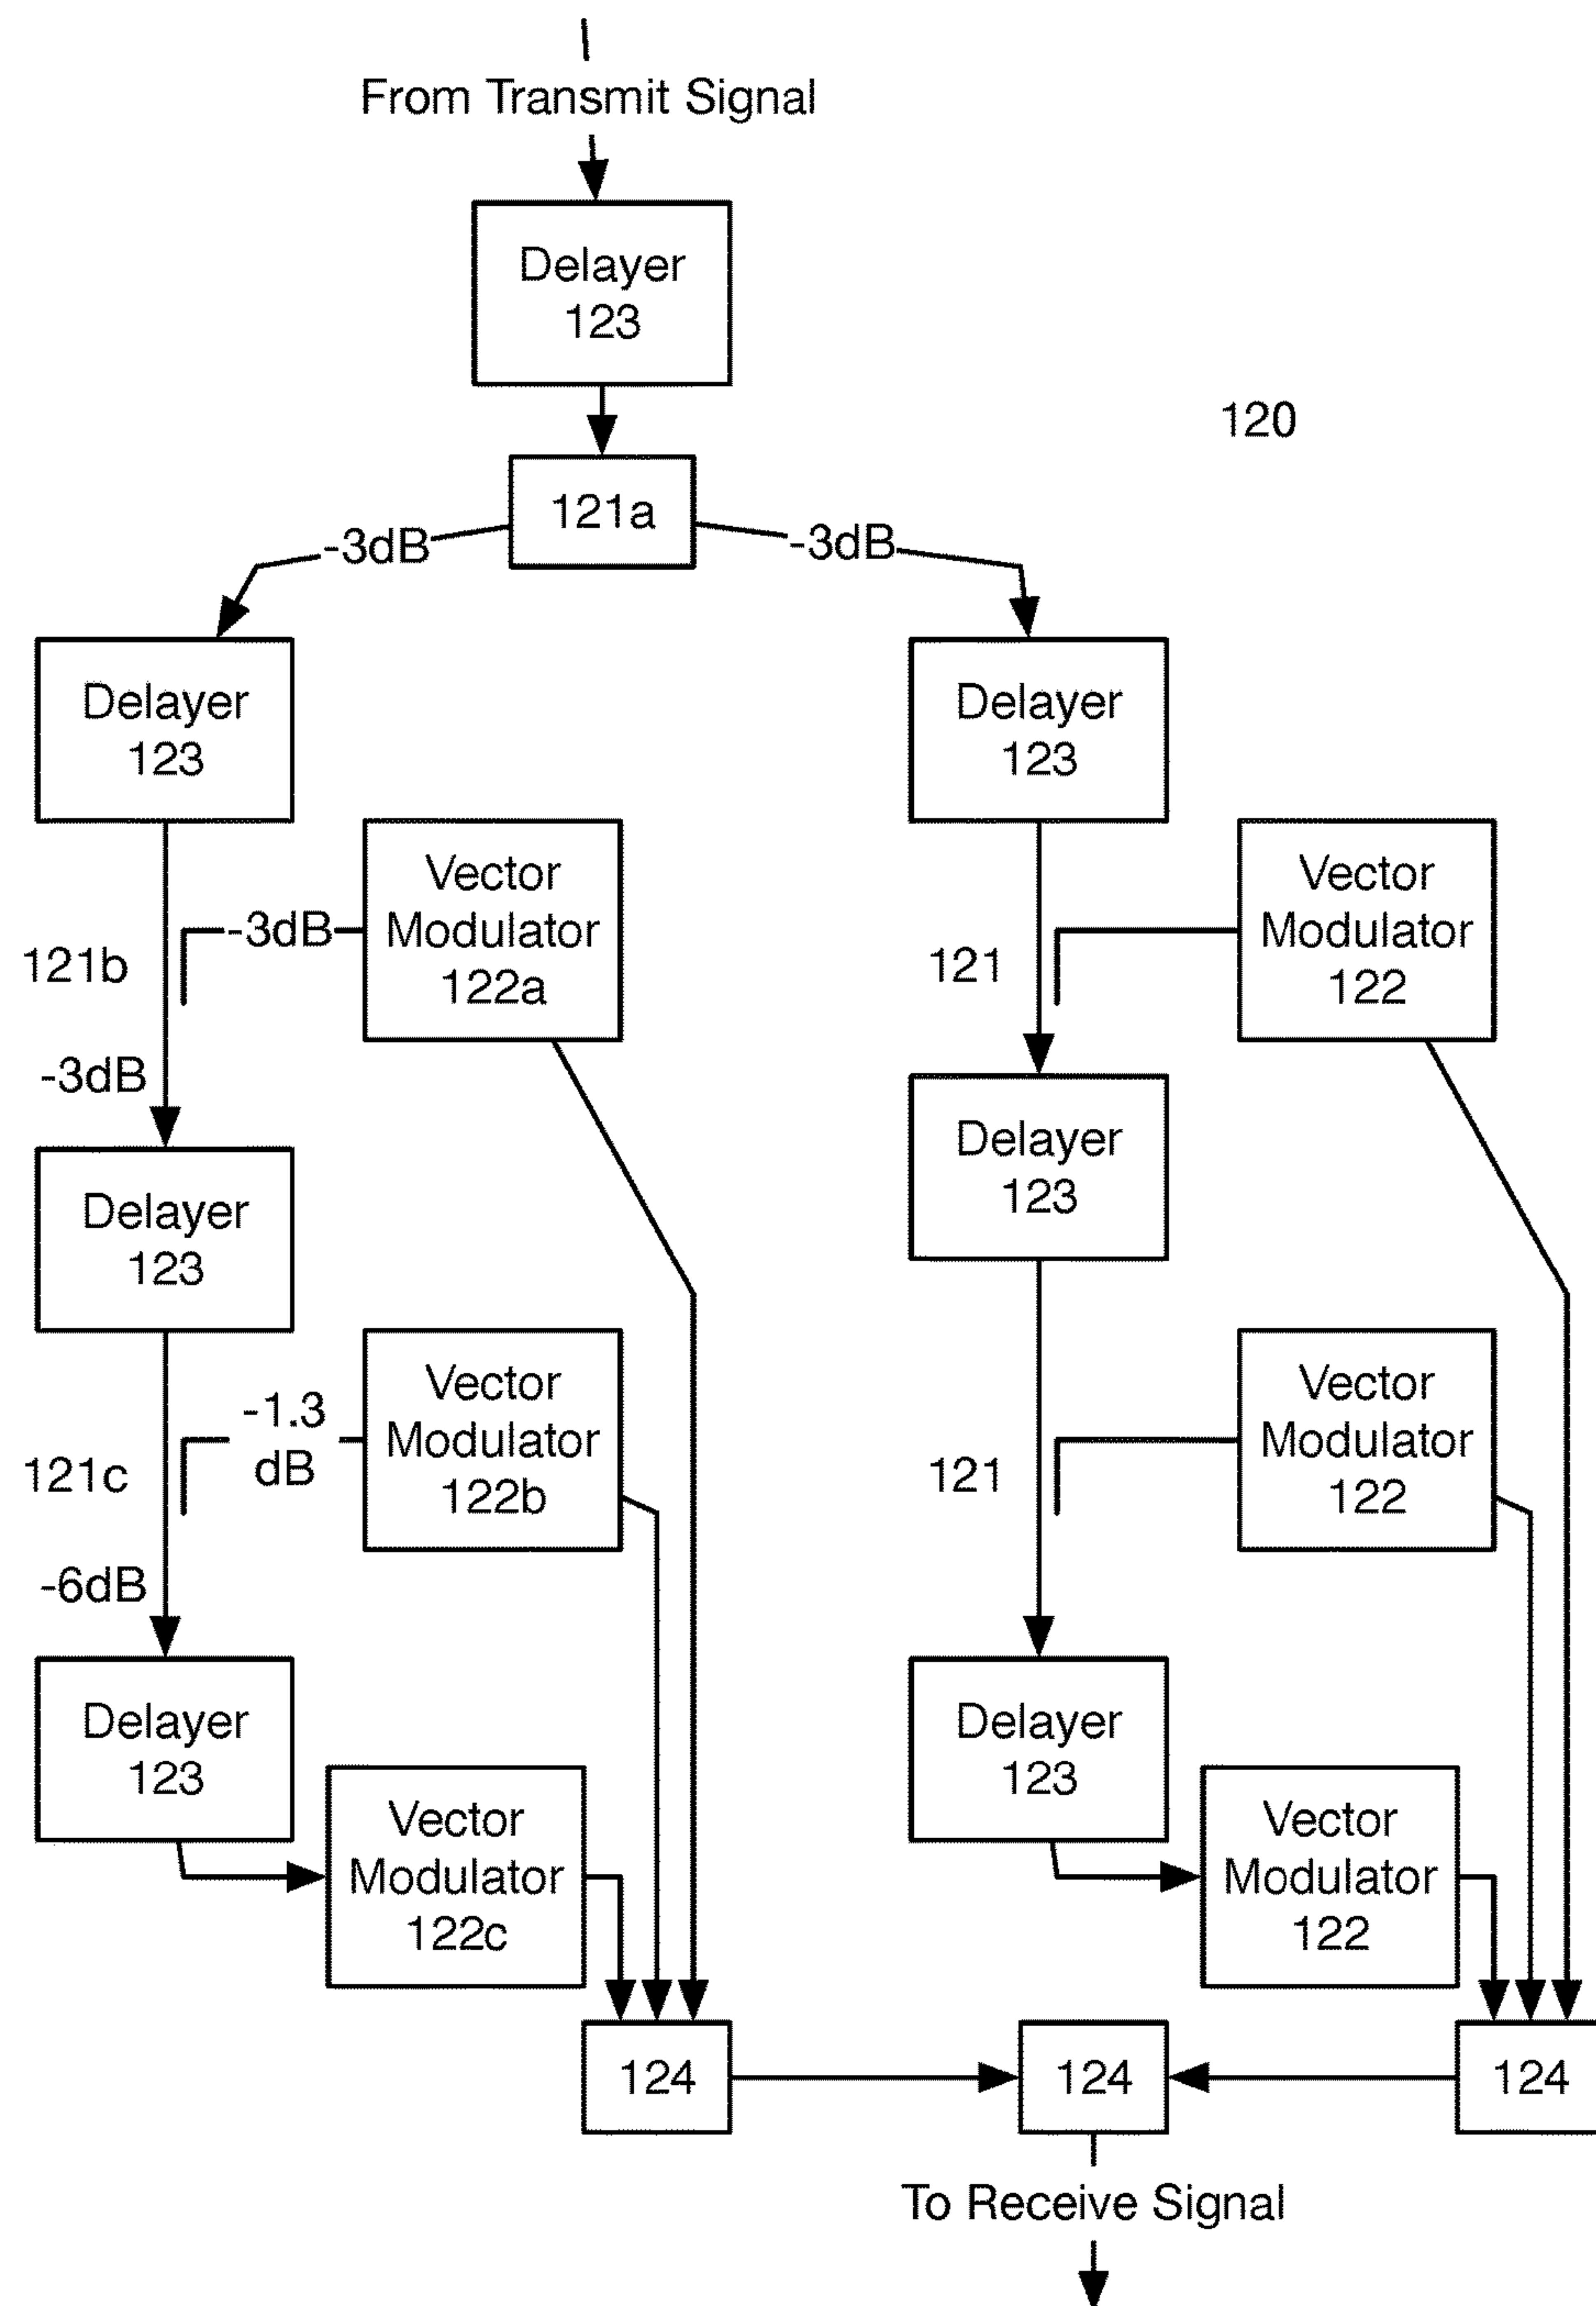 From Transmit Signal
Delayer
123
120
121a
-3dB
-3dB
Delayer
123
Delayer
123
Vector
Modulator
122a
-3dB
121b
-3dB
Vector
Modulator
122
121
Delayer
123
Delayer
123
Vector
Modulator
122b
-1.3
dB
121c
-6dB
Vector
Modulator
122
121
Delayer
123
Vector
Modulator
122c
Delayer
123
Vector
Modulator
122
124
124
124
To Receive Signal